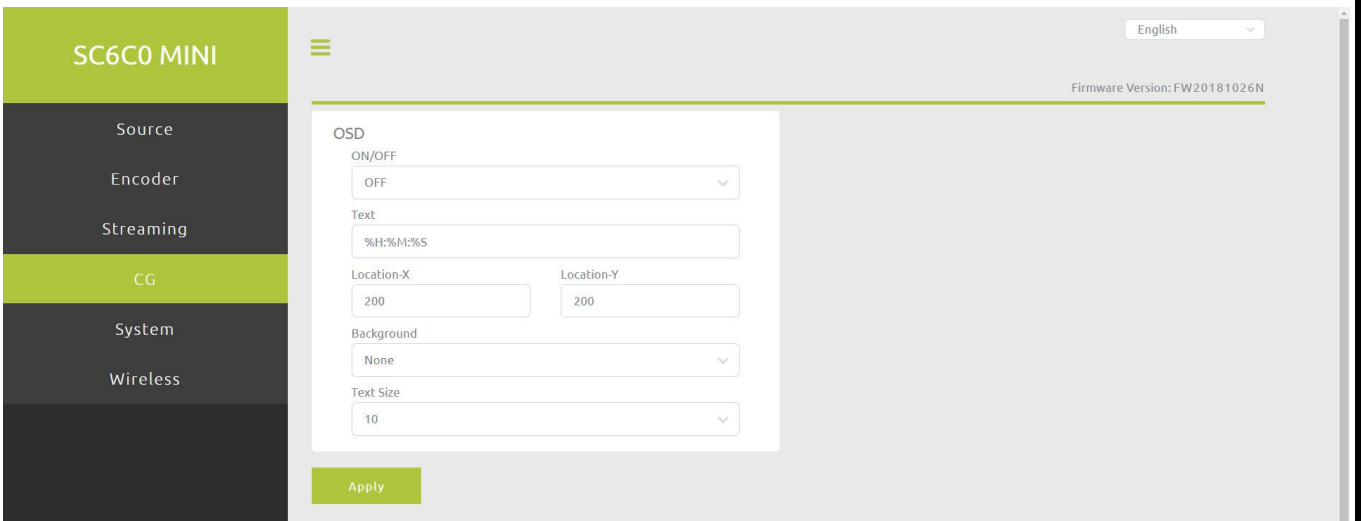 SC6C0 MINI
English
Firmware Version: FW20181026N
Source
Encoder
Streaming
CG
System
Wireless
OSD
ON/OFF
OFF
Text
%H:%M:%S
Location-X Location-Y
200 200
Background
None
Text Size
10
Apply